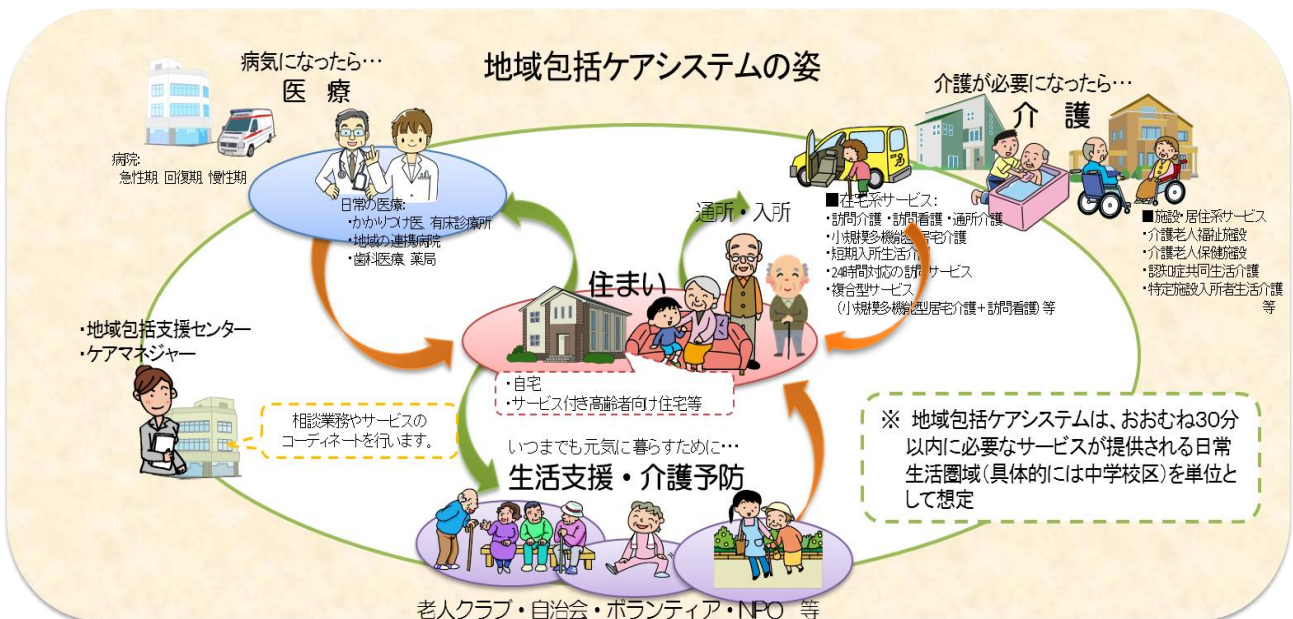 地域包括ケアシステムの姿
病気になったら…
医 療
病院:
急性期 回復期 慢性期
日常の医療:
・かかりつけ医 有床診療所
・地域の連携病院
・歯科医療 薬局
介護が必要になったら…
介 護
通所・入所
■在宅系サービス:
・訪問介護 ・訪問看護 ・通所介護
・小規模多機能型居宅介護
・短期入所生活介護
・24時間対応の訪問サービス
・複合型サービス
(小規模多機能型居宅介護+訪問看護) 等
■施設・居住系サービス
・介護老人福祉施設
・介護老人保健施設
・認知症共同生活介護
・特定施設入所者生活介護
等
住まい
・自宅
・サービス付き高齢者向け住宅等
・地域包括支援センター
・ケアマネジャー
相談業務やサービスの
コーディネートを行います。
いつまでも元気に暮らすために…
生活支援・介護予防
老人クラブ・自治会・ボランティア・NPO 等
※ 地域包括ケアシステムは、おおむね30分
以内に必要なサービスが提供される日常
生活圏域(具体的には中学校区)を単位と
して想定